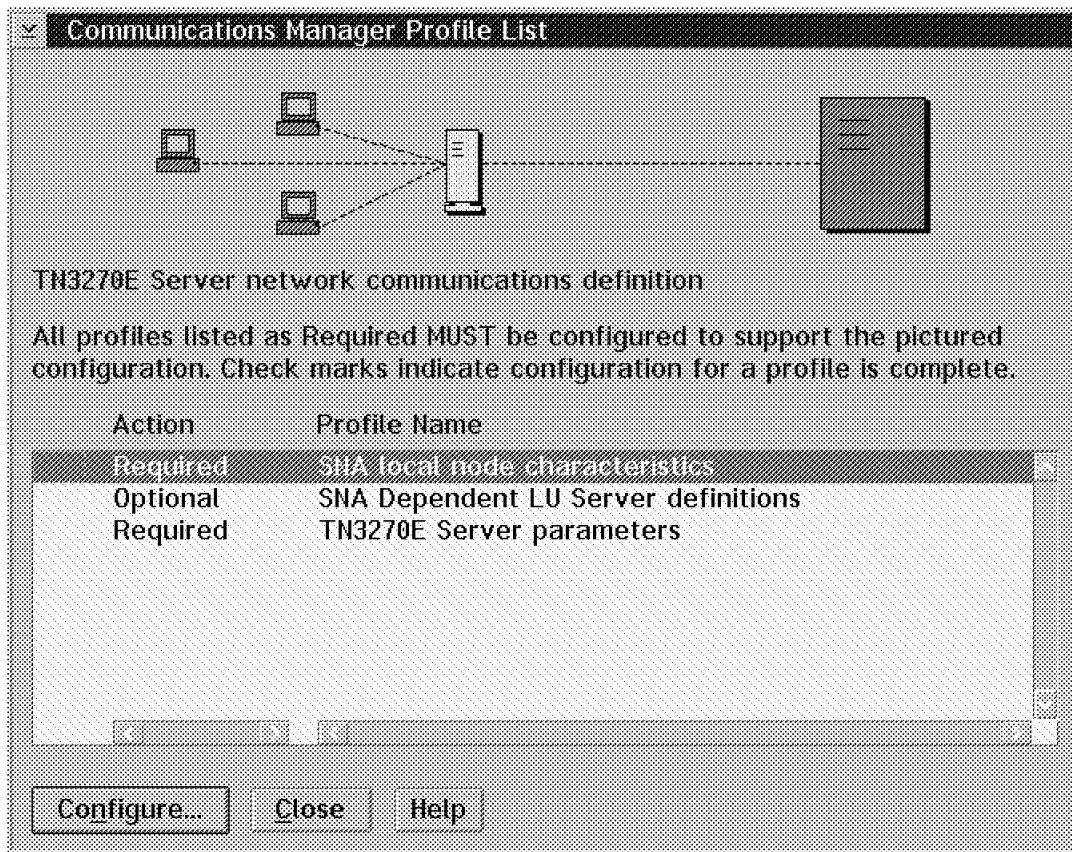 Communications Manager Profile List
TN3270E Server network communications definition
All profiles listed as Required MUST be configured to support the pictured
configuration. Check marks indicate configuration for a profile is complete.
Action Profile Name
Required SNA local node characteristics
Optional SNA Dependent LU Server definitions
Required TN3270E Server parameters
Configure... Close Help